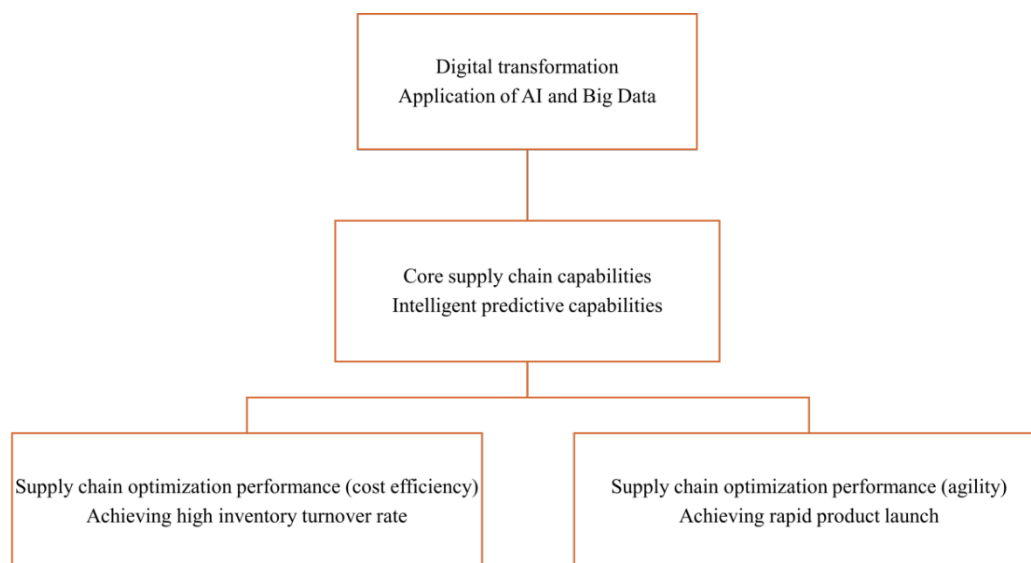 Digital transformation
Application of AI and Big Data
Core supply chain capabilities
Intelligent predictive capabilities
Supply chain optimization performance (cost efficiency)
Achieving high inventory turnover rate
Supply chain optimization performance (agility)
Achieving rapid product launch